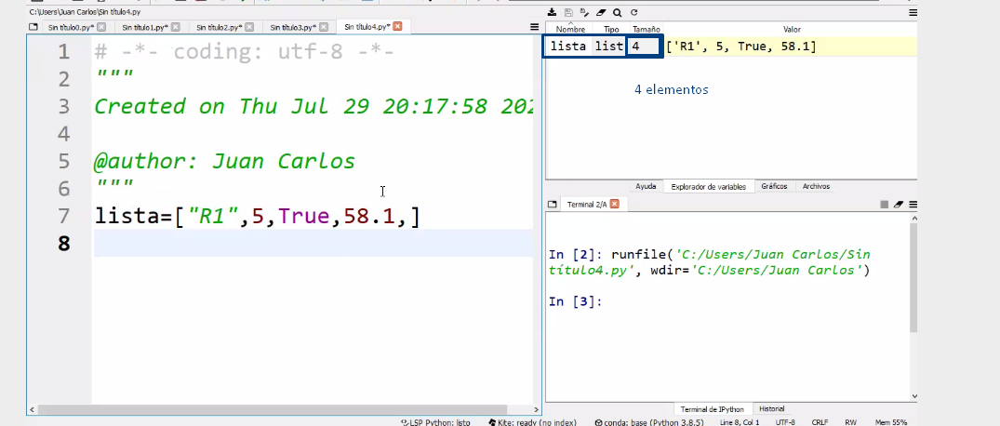 C:/Users\Juan Carlos\Sin título4.py
Sin título0.py* Sin título1.py* Sin título2.py* Sin título3.py* Sin título4.py*
1 # -*- coding: utf-8 -*-
2 """
3 Created on Thu Jul 29 20:17:58 202
4
5 @author: Juan Carlos
6 """
7 lista=["R1",5,True,58.1,]
8
Nombre Tipo Tamaño Valor
lista list 4 ['R1', 5, True, 58.1]
4 elementos
Ayuda Explorador de variables Gráficos Archivos
Terminal 2/A
In [2]: runfile('C:/Users/Juan Carlos/Sin
título4.py', wdir='C:/Users/Juan Carlos')
In [3]:
Terminal de IPython Historial
LSP Python: listo Kite: ready (no index) conda: base (Python 3.8.5) Line 8, Col 1 UTF-8 CRLF RW Mem 55%